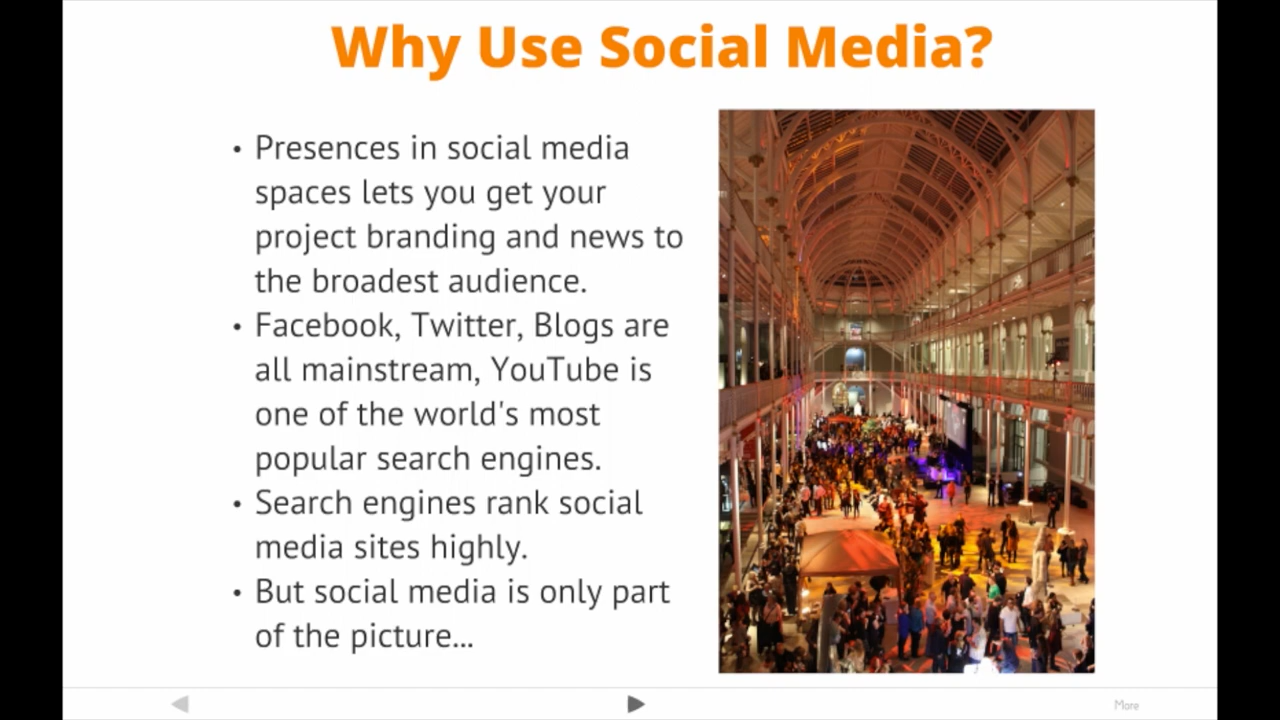 Why Use Social Media?
• Presences in social media
spaces lets you get your
project branding and news to
the broadest audience.
• Facebook, Twitter, Blogs are
all mainstream, YouTube is
one of the world's most
popular search engines.
• Search engines rank social
media sites highly.
• But social media is only part
of the picture...
More